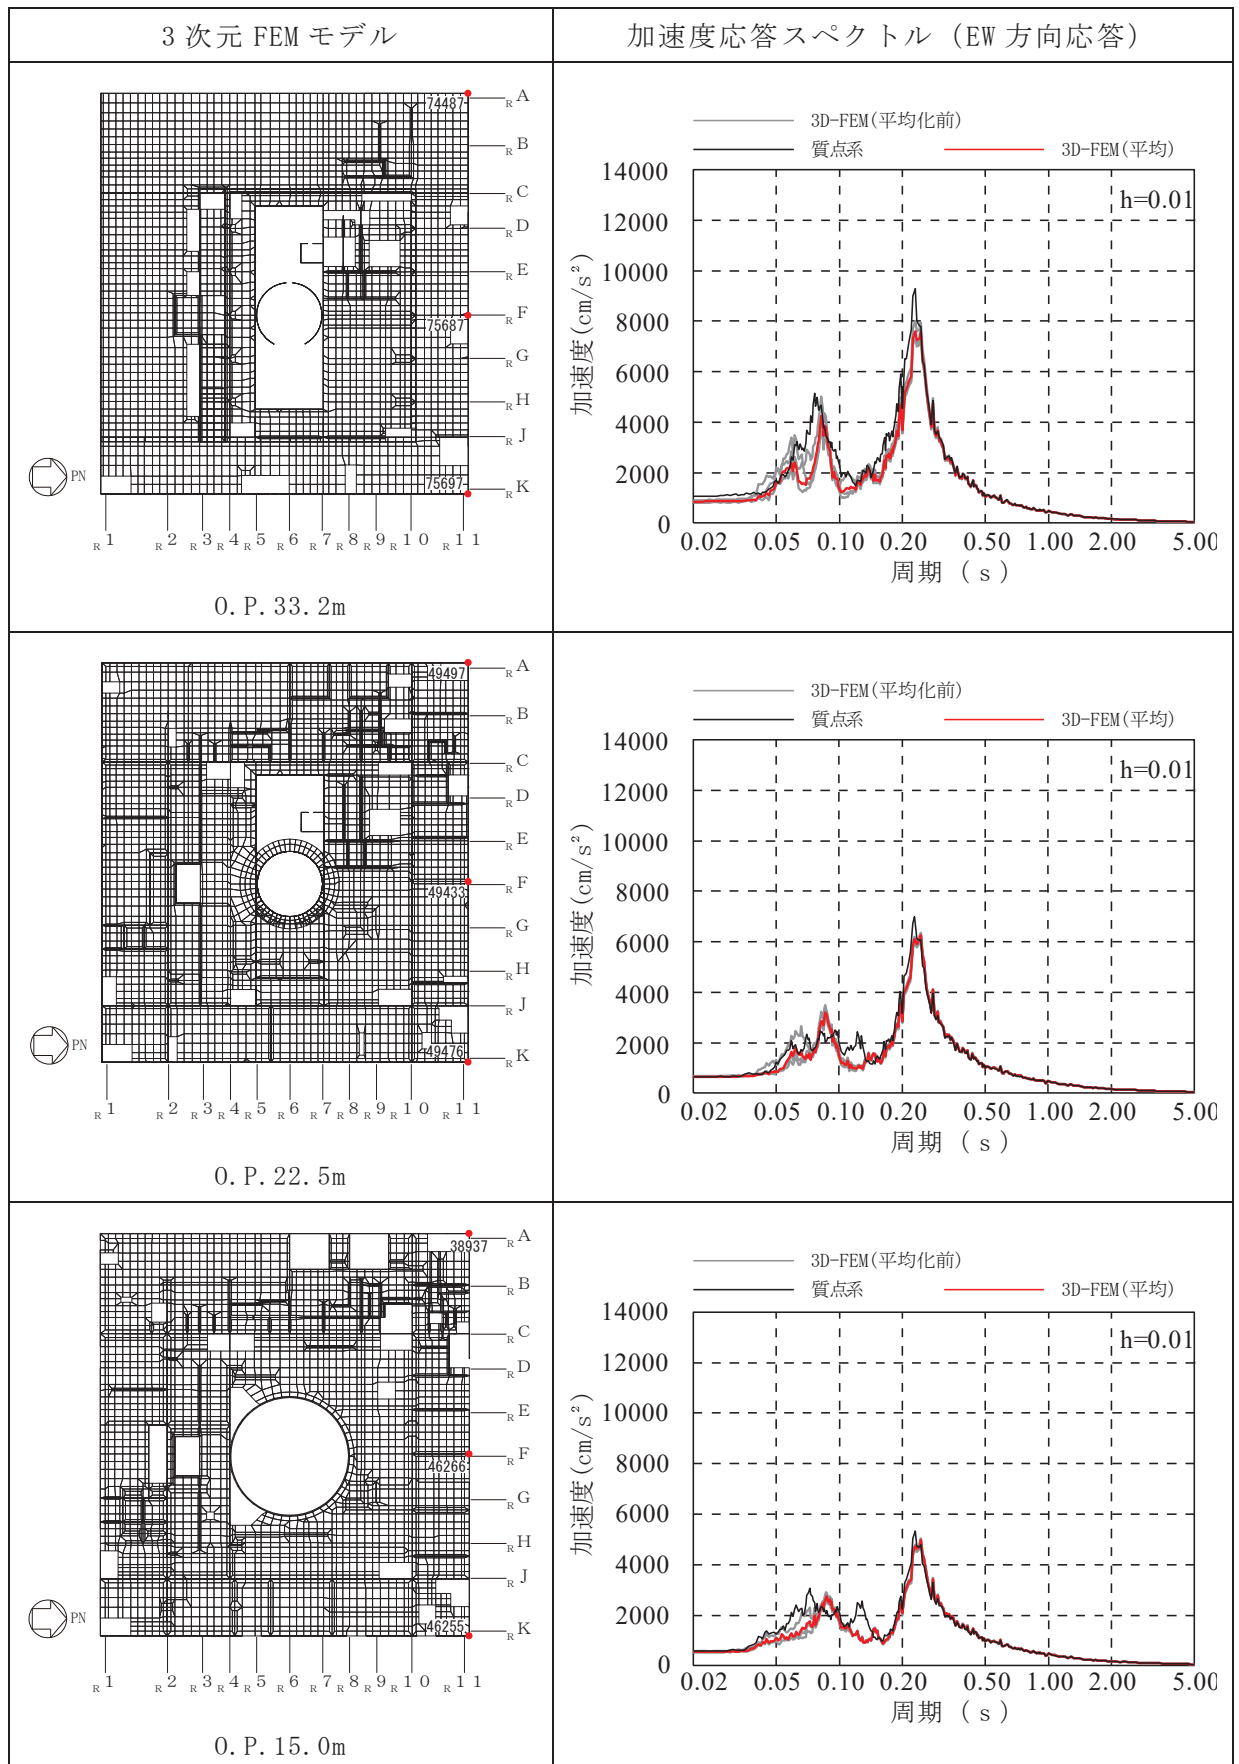 3次元 FEM モデル
加速度応答スペクトル（EW 方向応答）
74487
75687
75697
RA
RB
RC
RD
RE
RF
RG
RH
RJ
RK
PN
R1 R2 R3 R4 R5 R6 R7 R8 R9 R10 R11
O.P.33.2m
3D-FEM(平均化前)
質点系 3D-FEM(平均)
h=0.01
加速度(cm/s²)
14000
12000
10000
8000
6000
4000
2000
0
0.02 0.05 0.10 0.20 0.50 1.00 2.00 5.00
周期（s）
49497
49433
49476
RA
RB
RC
RD
RE
RF
RG
RH
RJ
RK
PN
R1 R2 R3 R4 R5 R6 R7 R8 R9 R10 R11
O.P.22.5m
3D-FEM(平均化前)
質点系 3D-FEM(平均)
h=0.01
加速度(cm/s²)
14000
12000
10000
8000
6000
4000
2000
0
0.02 0.05 0.10 0.20 0.50 1.00 2.00 5.00
周期（s）
38937
46266
46255
RA
RB
RC
RD
RE
RF
RG
RH
RJ
RK
PN
R1 R2 R3 R4 R5 R6 R7 R8 R9 R10 R11
O.P.15.0m
3D-FEM(平均化前)
質点系 3D-FEM(平均)
h=0.01
加速度(cm/s²)
14000
12000
10000
8000
6000
4000
2000
0
0.02 0.05 0.10 0.20 0.50 1.00 2.00 5.00
周期（s）